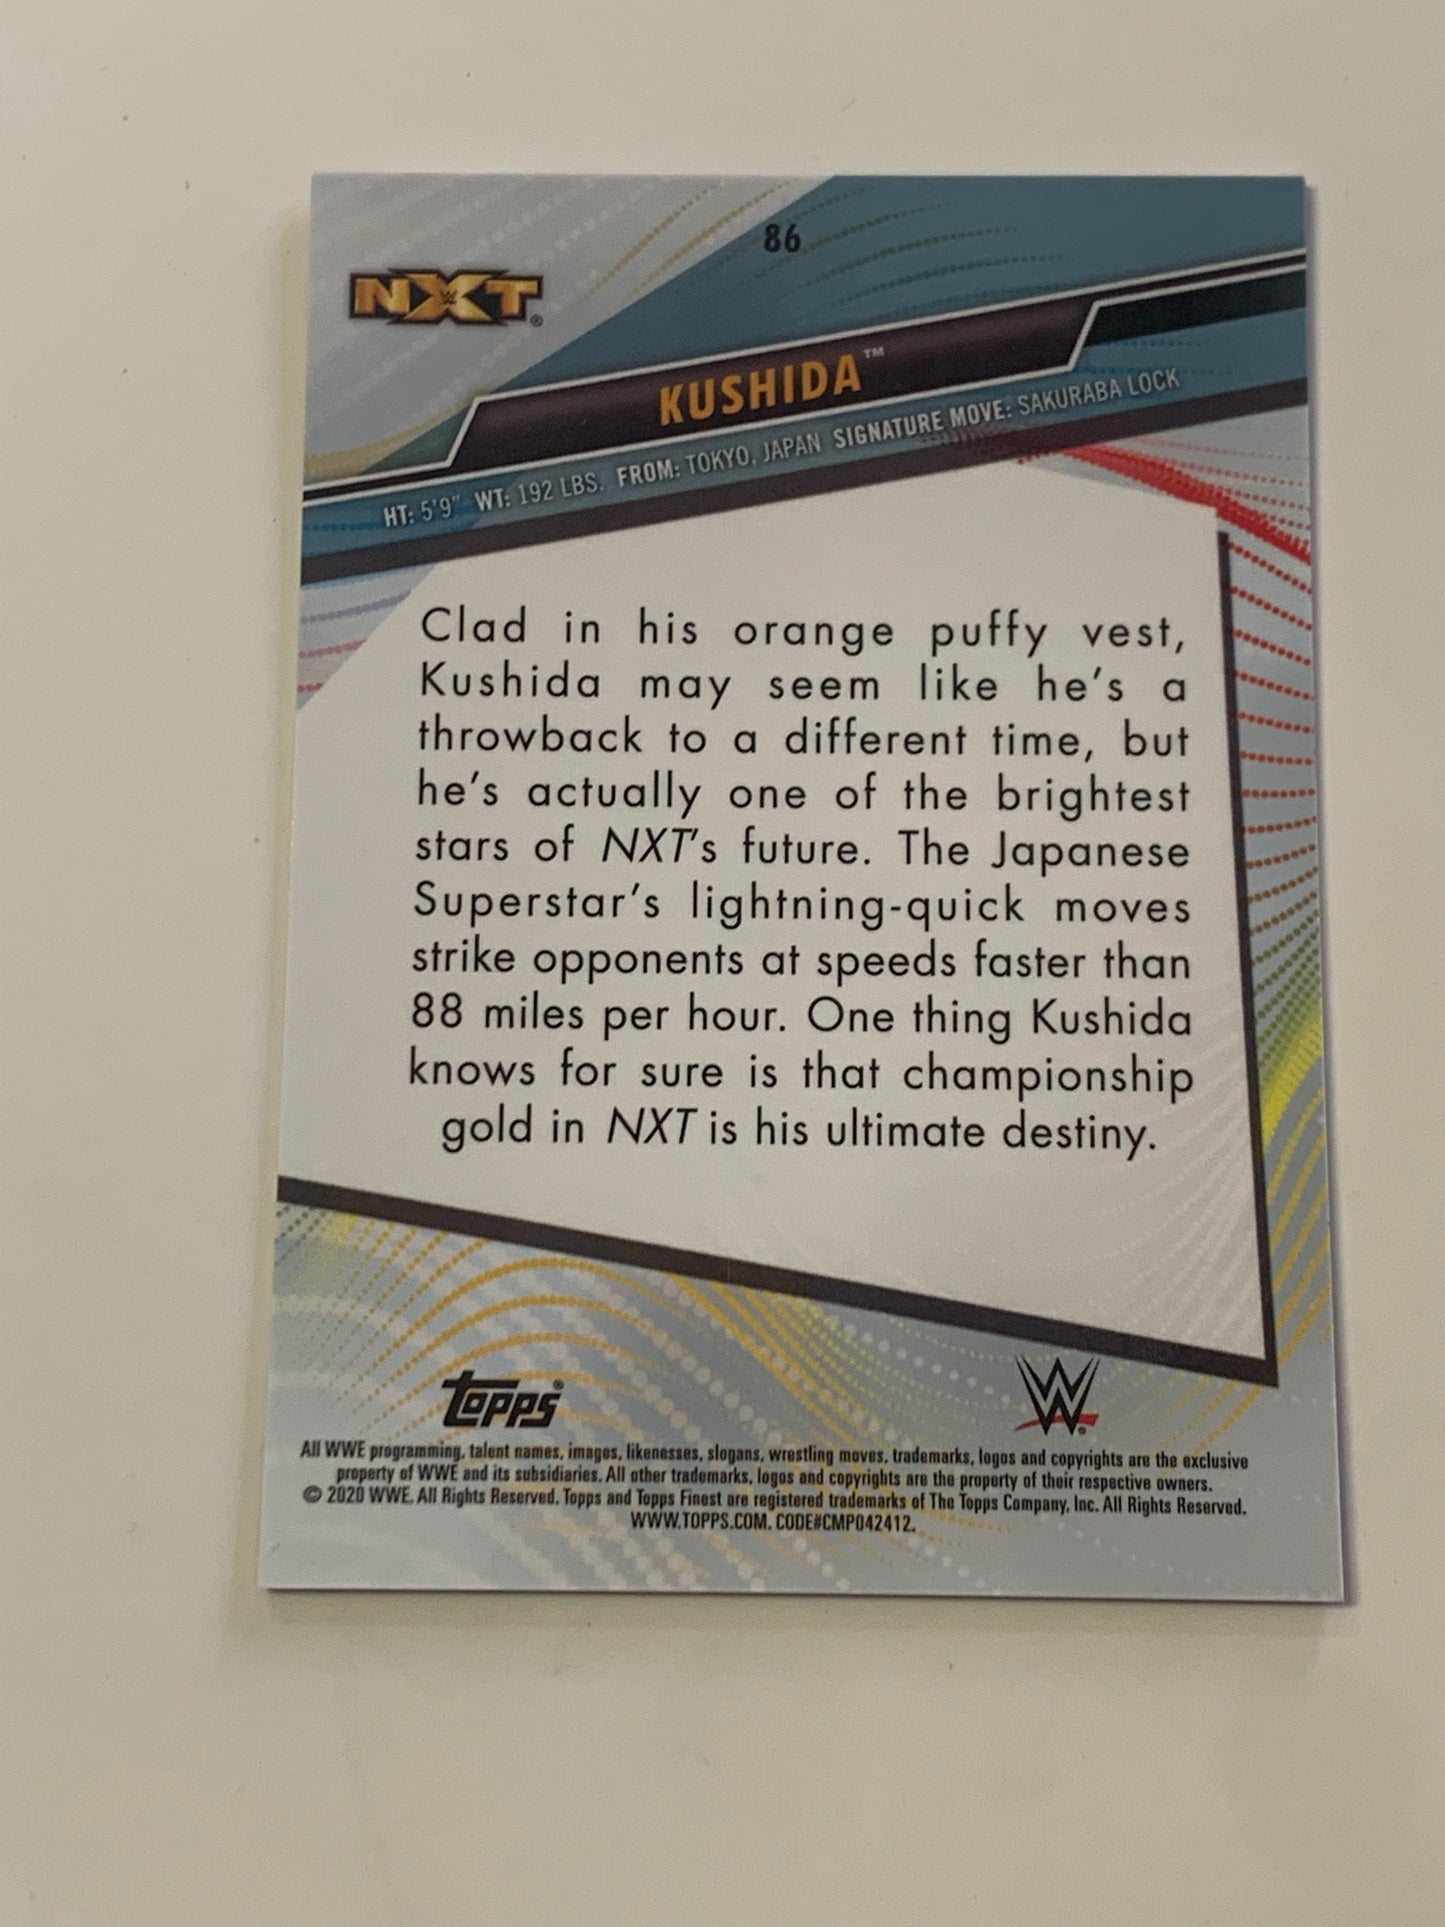 86
NXT®
KUSHIDA™
HT: 5'9" WT: 192 LBS. FROM: TOKYO, JAPAN SIGNATURE MOVE: SAKURABA LOCK
Clad in his orange puffy vest,
Kushida may seem like he's a
throwback to a different time, but
he's actually one of the brightest
stars of NXT's future. The Japanese
Superstar's lightning-quick moves
strike opponents at speeds faster than
88 miles per hour. One thing Kushida
knows for sure is that championship
gold in NXT is his ultimate destiny.
topps®
W®
All WWE programming, talent names, images, likenesses, slogans, wrestling moves, trademarks, logos and copyrights are the exclusive
property of WWE and its subsidiaries. All other trademarks, logos and copyrights are the property of their respective owners.
© 2020 WWE. All Rights Reserved. Topps and Topps Finest are registered trademarks of The Topps Company, Inc. All Rights Reserved.
WWW.TOPPS.COM. CODE#CMP042412.